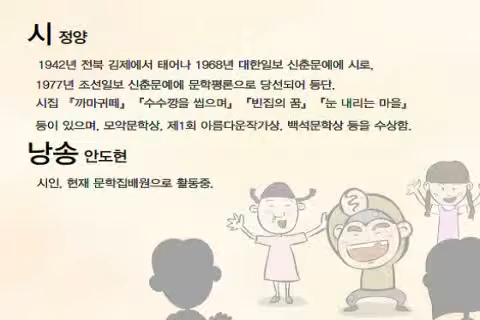 시 정양
1942년 전북 김제에서 태어나 1968년 대한일보 신춘문예에 시로,
1977년 조선일보 신춘문예에 문학평론으로 당선되어 등단.
시집 『까마귀떼』 『수수깡을 씹으며』 『빈집의 꿈』 『눈 내리는 마을』
등이 있으며, 모악문학상, 제1회 아름다운작가상, 백석문학상 등을 수상함.
낭송 안도현
시인, 현재 문학집배원으로 활동중.